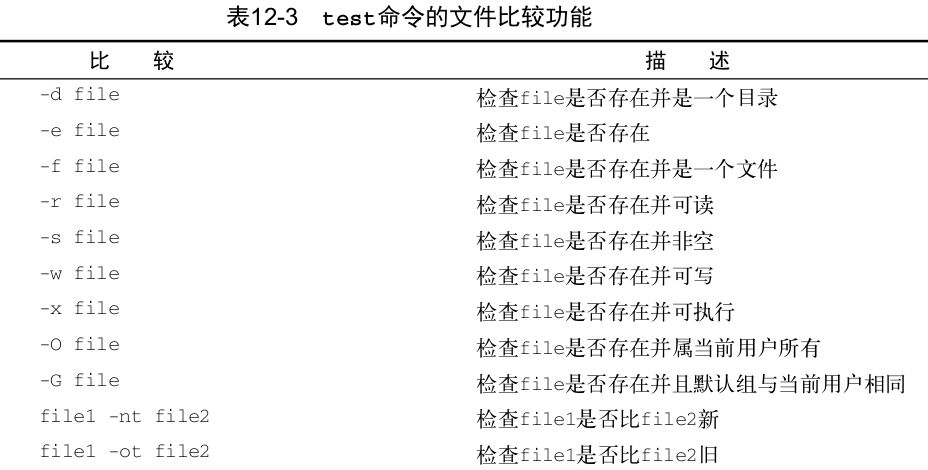 表12-3 test命令的文件比较功能
比 较 描 述
-d file 检查file是否存在并是一个目录
-e file 检查file是否存在
-f file 检查file是否存在并是一个文件
-r file 检查file是否存在并可读
-s file 检查file是否存在并非空
-w file 检查file是否存在并可写
-x file 检查file是否存在并可执行
-O file 检查file是否存在并属当前用户所有
-G file 检查file是否存在并且默认组与当前用户相同
file1 -nt file2 检查file1是否比file2新
file1 -ot file2 检查file1是否比file2旧